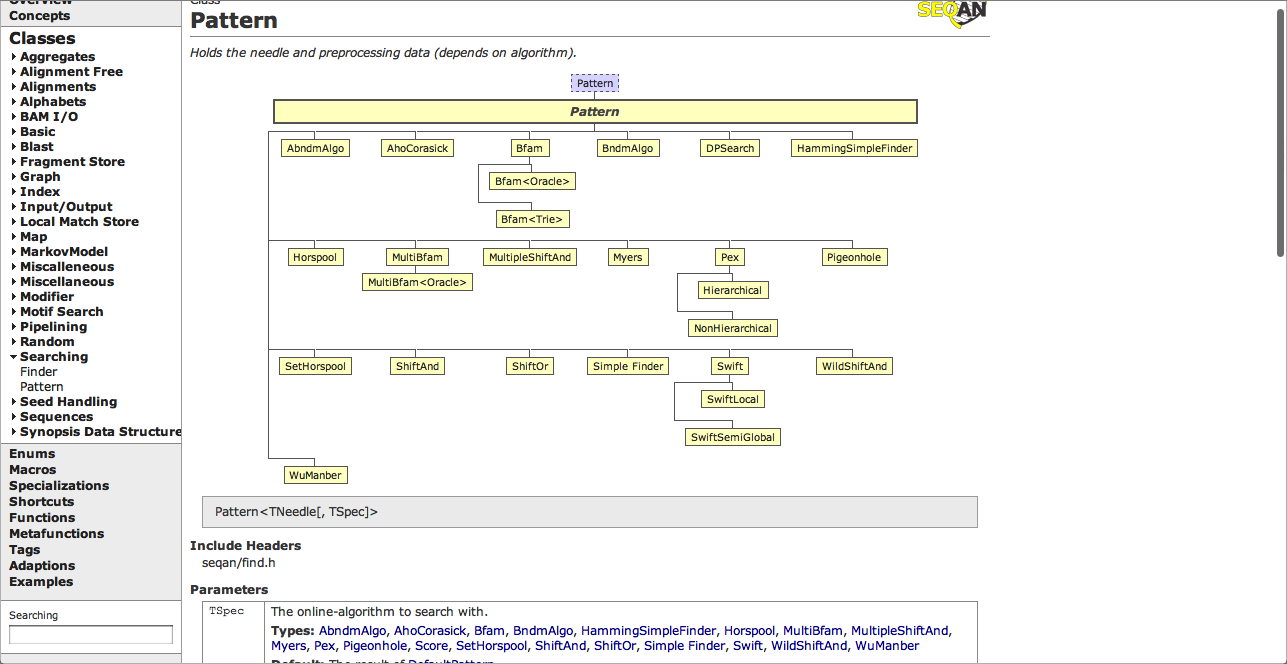 Overview
Concepts
Classes
Aggregates
Alignment Free
Alignments
Alphabets
BAM I/O
Basic
Blast
Fragment Store
Graph
Index
Input/Output
Local Match Store
Map
MarkovModel
Miscalleneous
Miscellaneous
Modifier
Motif Search
Pipelining
Random
Searching
Finder
Pattern
Seed Handling
Sequences
Synopsis Data Structure
Enums
Macros
Specializations
Shortcuts
Functions
Metafunctions
Tags
Adaptions
Examples
Searching
Class
Pattern
SEQAN
Holds the needle and preprocessing data (depends on algorithm).
Pattern
Pattern
AbndmAlgo AhoCorasick Bfam BndmAlgo DPSearch HammingSimpleFinder
Bfam<Oracle>
Bfam<Trie>
Horspool MultiBfam MultipleShiftAnd Myers Pex Pigeonhole
MultiBfam<Oracle> Hierarchical
NonHierarchical
SetHorspool ShiftAnd ShiftOr Simple Finder Swift WildShiftAnd
SwiftLocal
SwiftSemiGlobal
WuManber
Pattern<TNeedle[, TSpec]>
Include Headers
seqan/find.h
Parameters
TSpec The online-algorithm to search with.
Types: AbndmAlgo, AhoCorasick, Bfam, BndmAlgo, HammingSimpleFinder, Horspool, MultiBfam, MultipleShiftAnd,
Myers, Pex, Pigeonhole, Score, SetHorspool, ShiftAnd, ShiftOr, Simple Finder, Swift, WildShiftAnd, WuManber
Default: The result of DefaultPattern